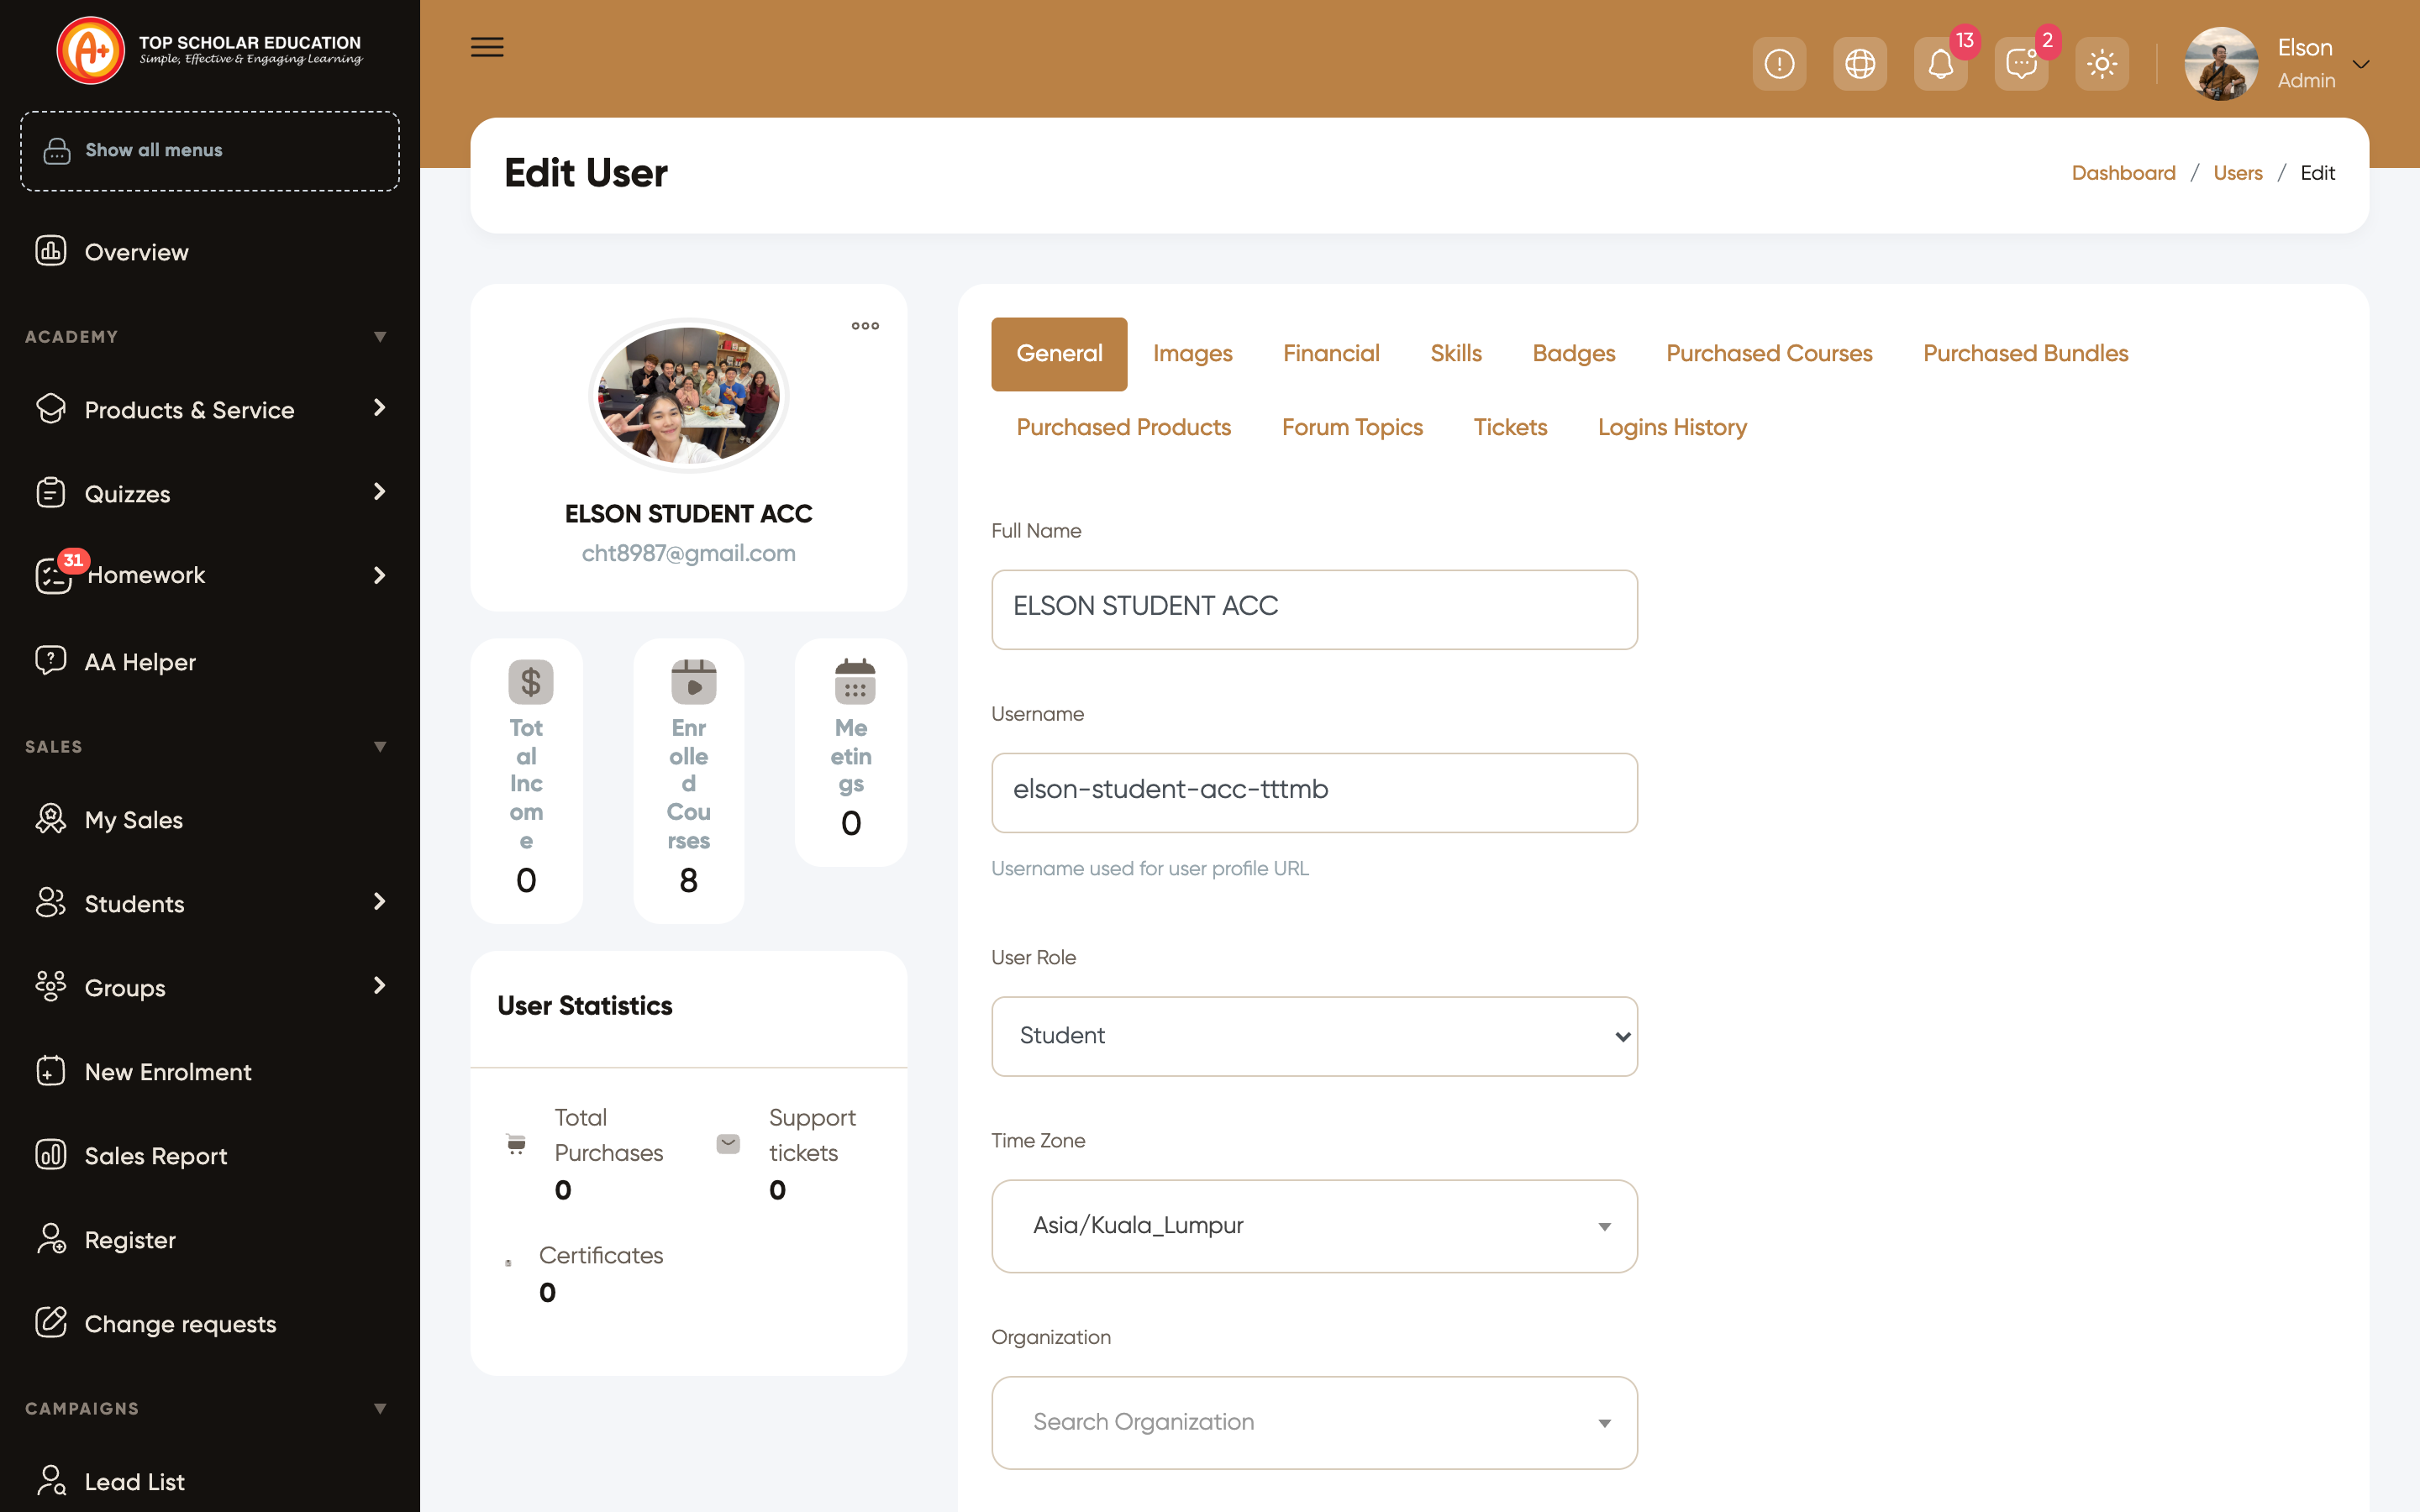 A+
TOP SCHOLAR EDUCATION
Simple, Effective & Engaging Learning
Show all menus
Overview
ACADEMY
Products & Service
Quizzes
31
Homework
AA Helper
SALES
My Sales
Students
Groups
New Enrolment
Sales Report
Register
Change requests
CAMPAIGNS
Lead List
13
2
Elson
Admin
Edit User
Dashboard / Users / Edit
ELSON STUDENT ACC
cht8987@gmail.com
Tot
al
Inc
om
e
0
Enr
olle
d
Cou
rses
8
Me
etin
gs
0
User Statistics
Total
Purchases
0
Support
tickets
0
Certificates
0
General Images Financial Skills Badges Purchased Courses Purchased Bundles
Purchased Products Forum Topics Tickets Logins History
Full Name
ELSON STUDENT ACC
Username
elson-student-acc-tttmb
Username used for user profile URL
User Role
Student
Time Zone
Asia/Kuala_Lumpur
Organization
Search Organization